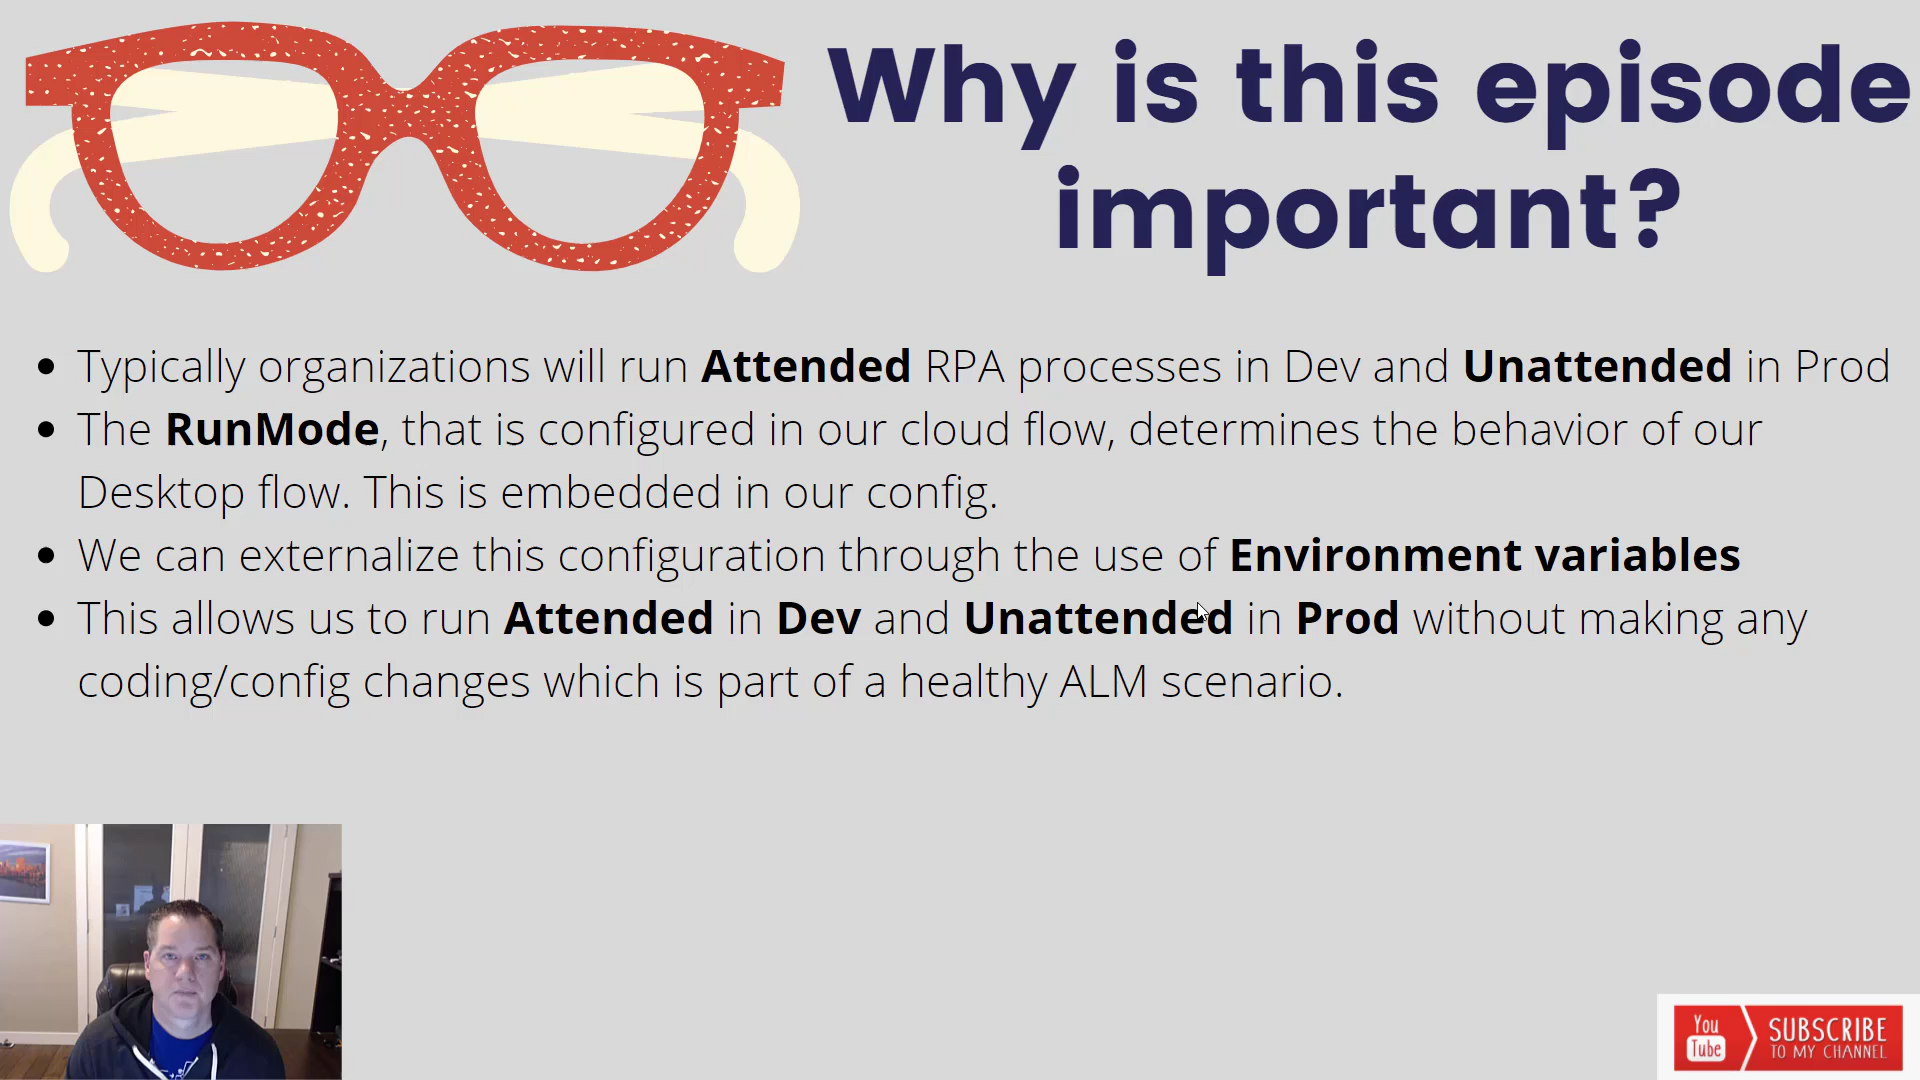 Why is this episode
important?
Typically organizations will run Attended RPA processes in Dev and Unattended in Prod
The RunMode, that is configured in our cloud flow, determines the behavior of our
Desktop flow. This is embedded in our config.
We can externalize this configuration through the use of Environment variables
This allows us to run Attended in Dev and Unattended in Prod without making any
coding/config changes which is part of a healthy ALM scenario.
You
Tube
SUBSCRIBE
TO MY CHANNEL